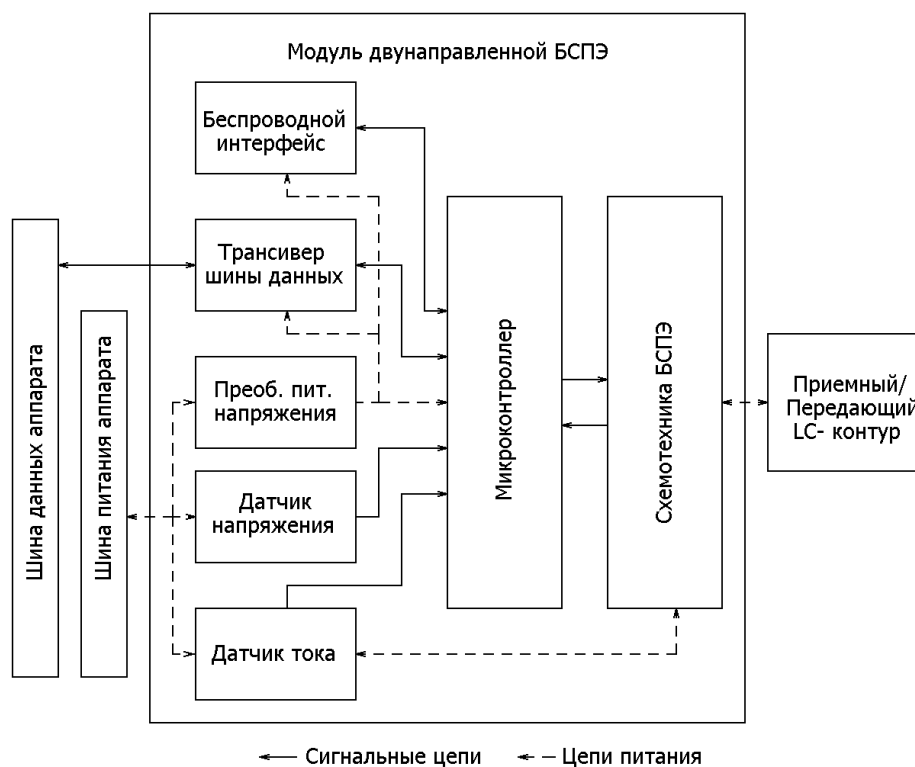 Модуль двунаправленной БСПЭ
Беспроводной
интерфейс
Трансивер
шины данных
Преоб. пит.
напряжения
Датчик
напряжения
Датчик тока
Шина данных аппарата
Шина питания аппарата
Микроконтроллер
Схемотехника БСПЭ
Приемный/
Передающий
LC- контур
Сигнальные цепи
Цепи питания